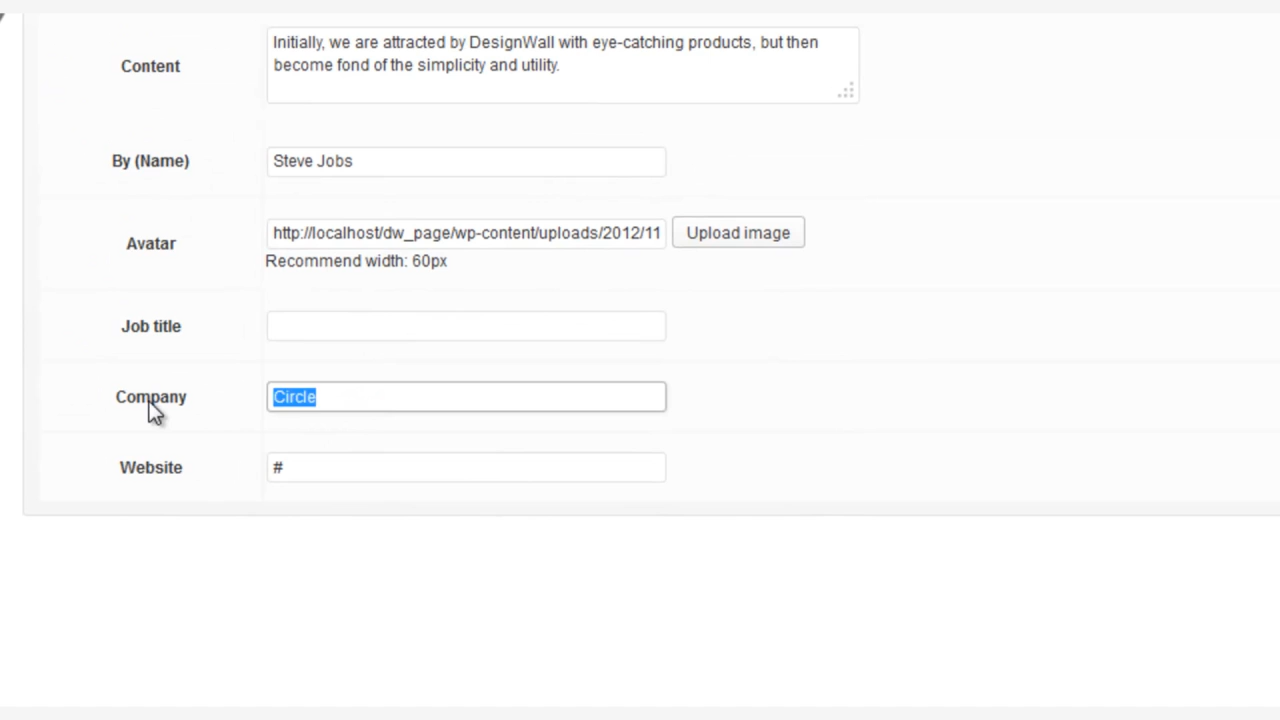 Content
Initially, we are attracted by DesignWall with eye-catching products, but then
become fond of the simplicity and utility.
By (Name)
Steve Jobs
Avatar
http://localhost/dw_page/wp-content/uploads/2012/11
Upload image
Recommend width: 60px
Job title
Company
Circle
Website
#